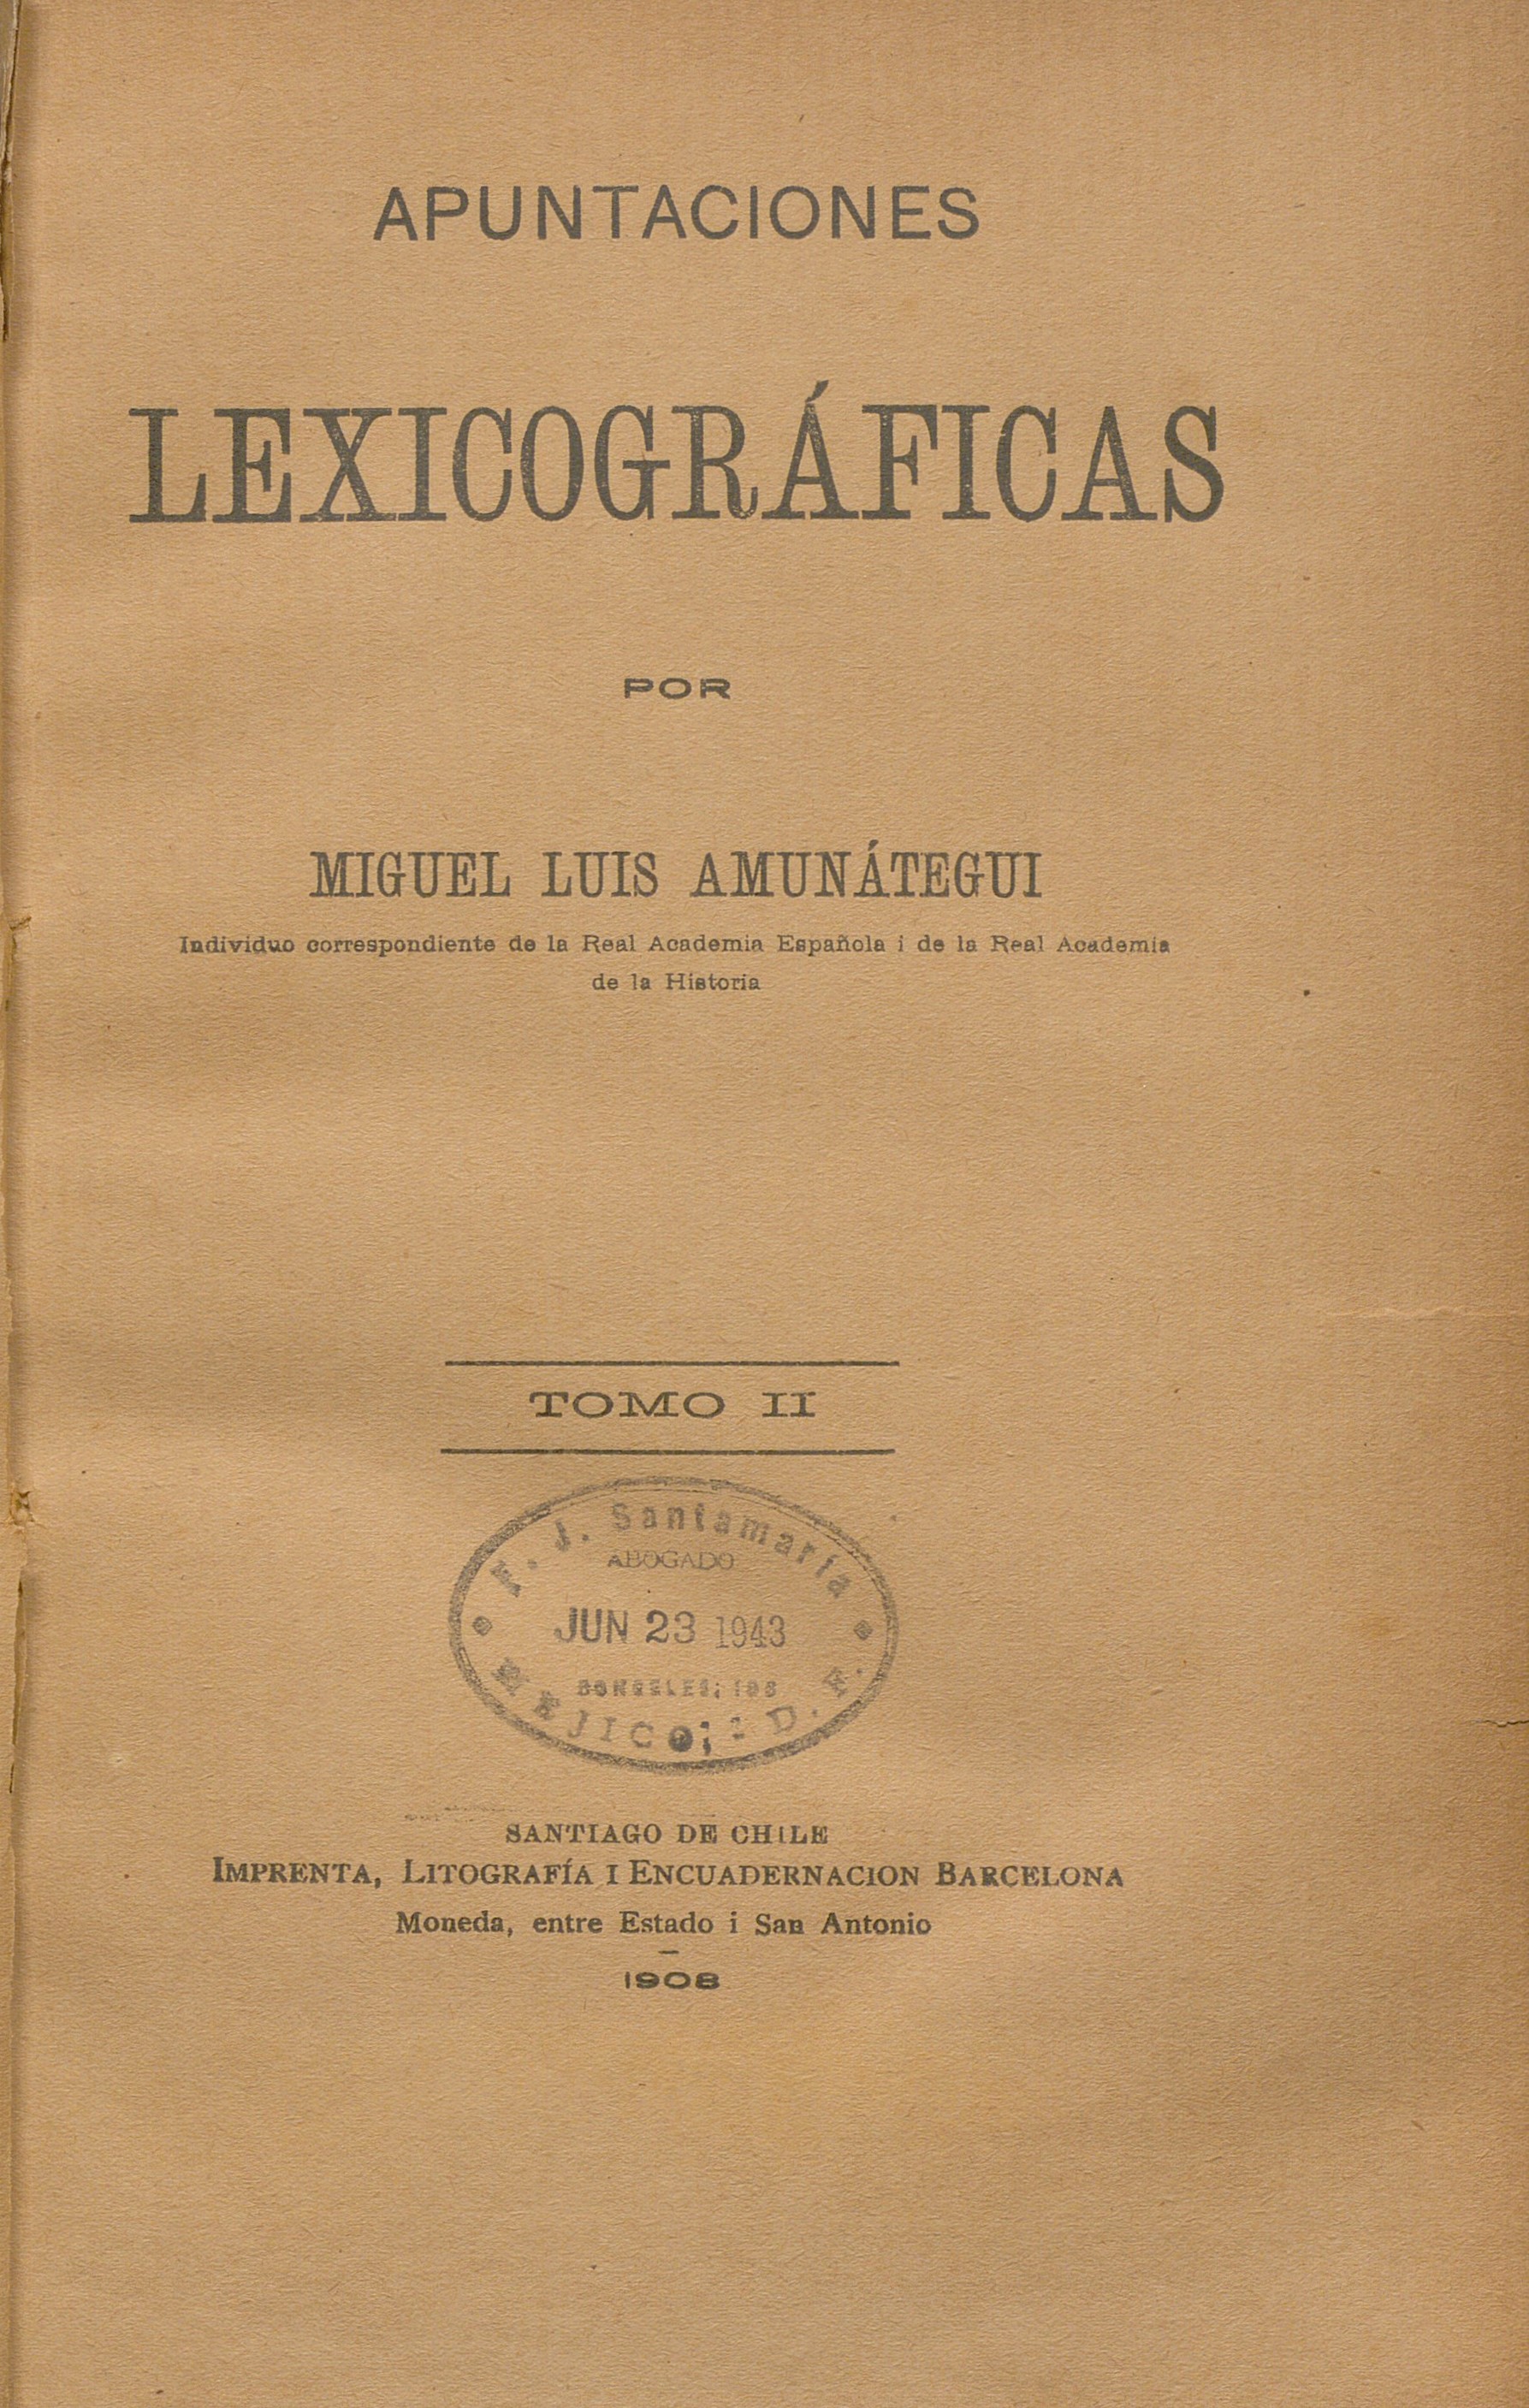 APUNTACIONES
LEXICOGRÁFICAS
POR
MIGUEL LUIS AMUNÁTEGUI
Individuo correspondiente de la Real Academia Española i de la Real Academia
de la Historia
TOMO II
F. J. Santamaría
ABOGADO
JUN 23 1943
MEJICO, D. F.
SANTIAGO DE CHILE
IMPRENTA, LITOGRAFÍA I ENCUADERNACION BARCELONA
Moneda, entre Estado i San Antonio
1908